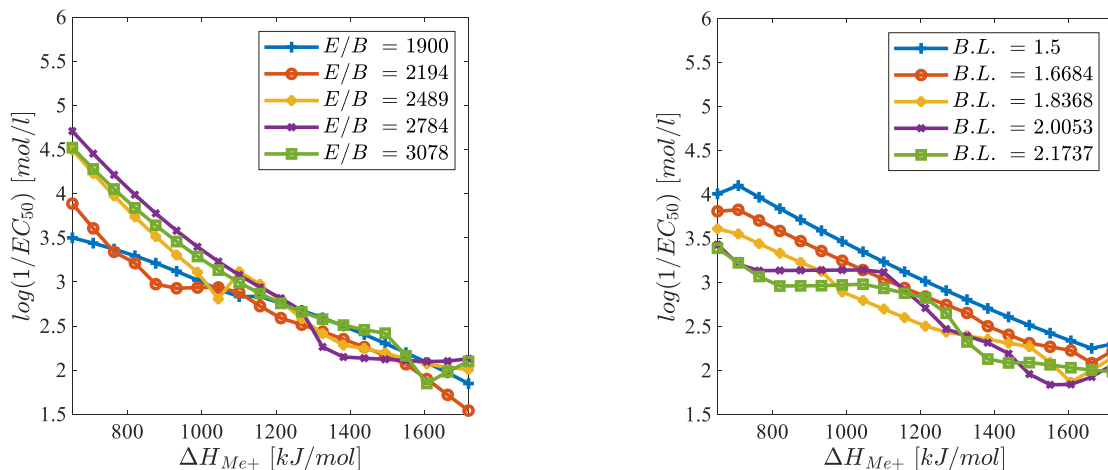 log(1/EC50) [mol/l]
6
5.5
5
4.5
4
3.5
3
2.5
2
1.5
E/B = 1900
E/B = 2194
E/B = 2489
E/B = 2784
E/B = 3078
800 1000 1200 1400 1600
ΔH_Me+ [kJ/mol]
log(1/EC50) [mol/l]
6
5.5
5
4.5
4
3.5
3
2.5
2
1.5
B.L. = 1.5
B.L. = 1.6684
B.L. = 1.8368
B.L. = 2.0053
B.L. = 2.1737
800 1000 1200 1400 1600
ΔH_Me+ [kJ/mol]